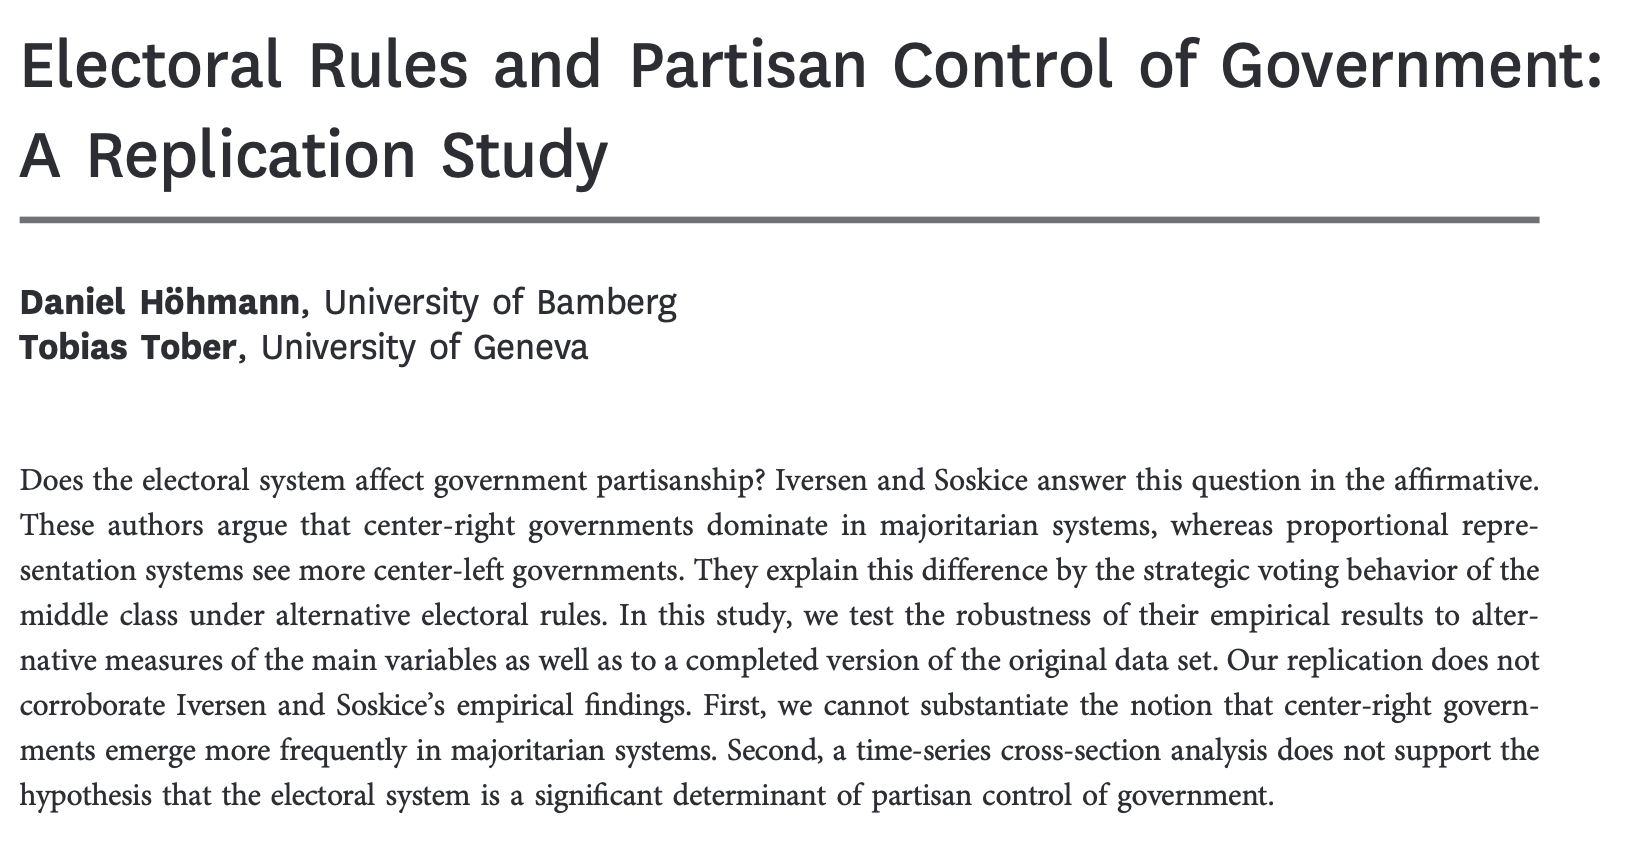 Electoral Rules and Partisan Control of Government:
A Replication Study
Daniel Höhmann, University of Bamberg
Tobias Tober, University of Geneva
Does the electoral system affect government partisanship? Iversen and Soskice answer this question in the affirmative.
These authors argue that center-right governments dominate in majoritarian systems, whereas proportional repre-
sentation systems see more center-left governments. They explain this difference by the strategic voting behavior of the
middle class under alternative electoral rules. In this study, we test the robustness of their empirical results to alter-
native measures of the main variables as well as to a completed version of the original data set. Our replication does not
corroborate Iversen and Soskice’s empirical findings. First, we cannot substantiate the notion that center-right govern-
ments emerge more frequently in majoritarian systems. Second, a time-series cross-section analysis does not support the
hypothesis that the electoral system is a significant determinant of partisan control of government.